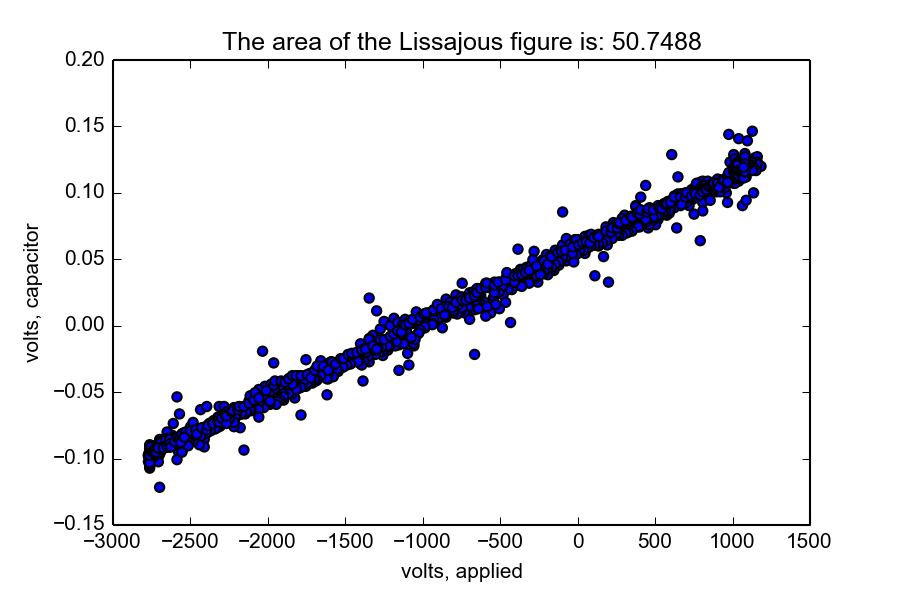 The area of the Lissajous figure is: 50.7488
0.20
0.15
0.10
0.05
0.00
−0.05
−0.10
−0.15
volts, capacitor
−3000 −2500 −2000 −1500 −1000 −500 0 500 1000 1500
volts, applied